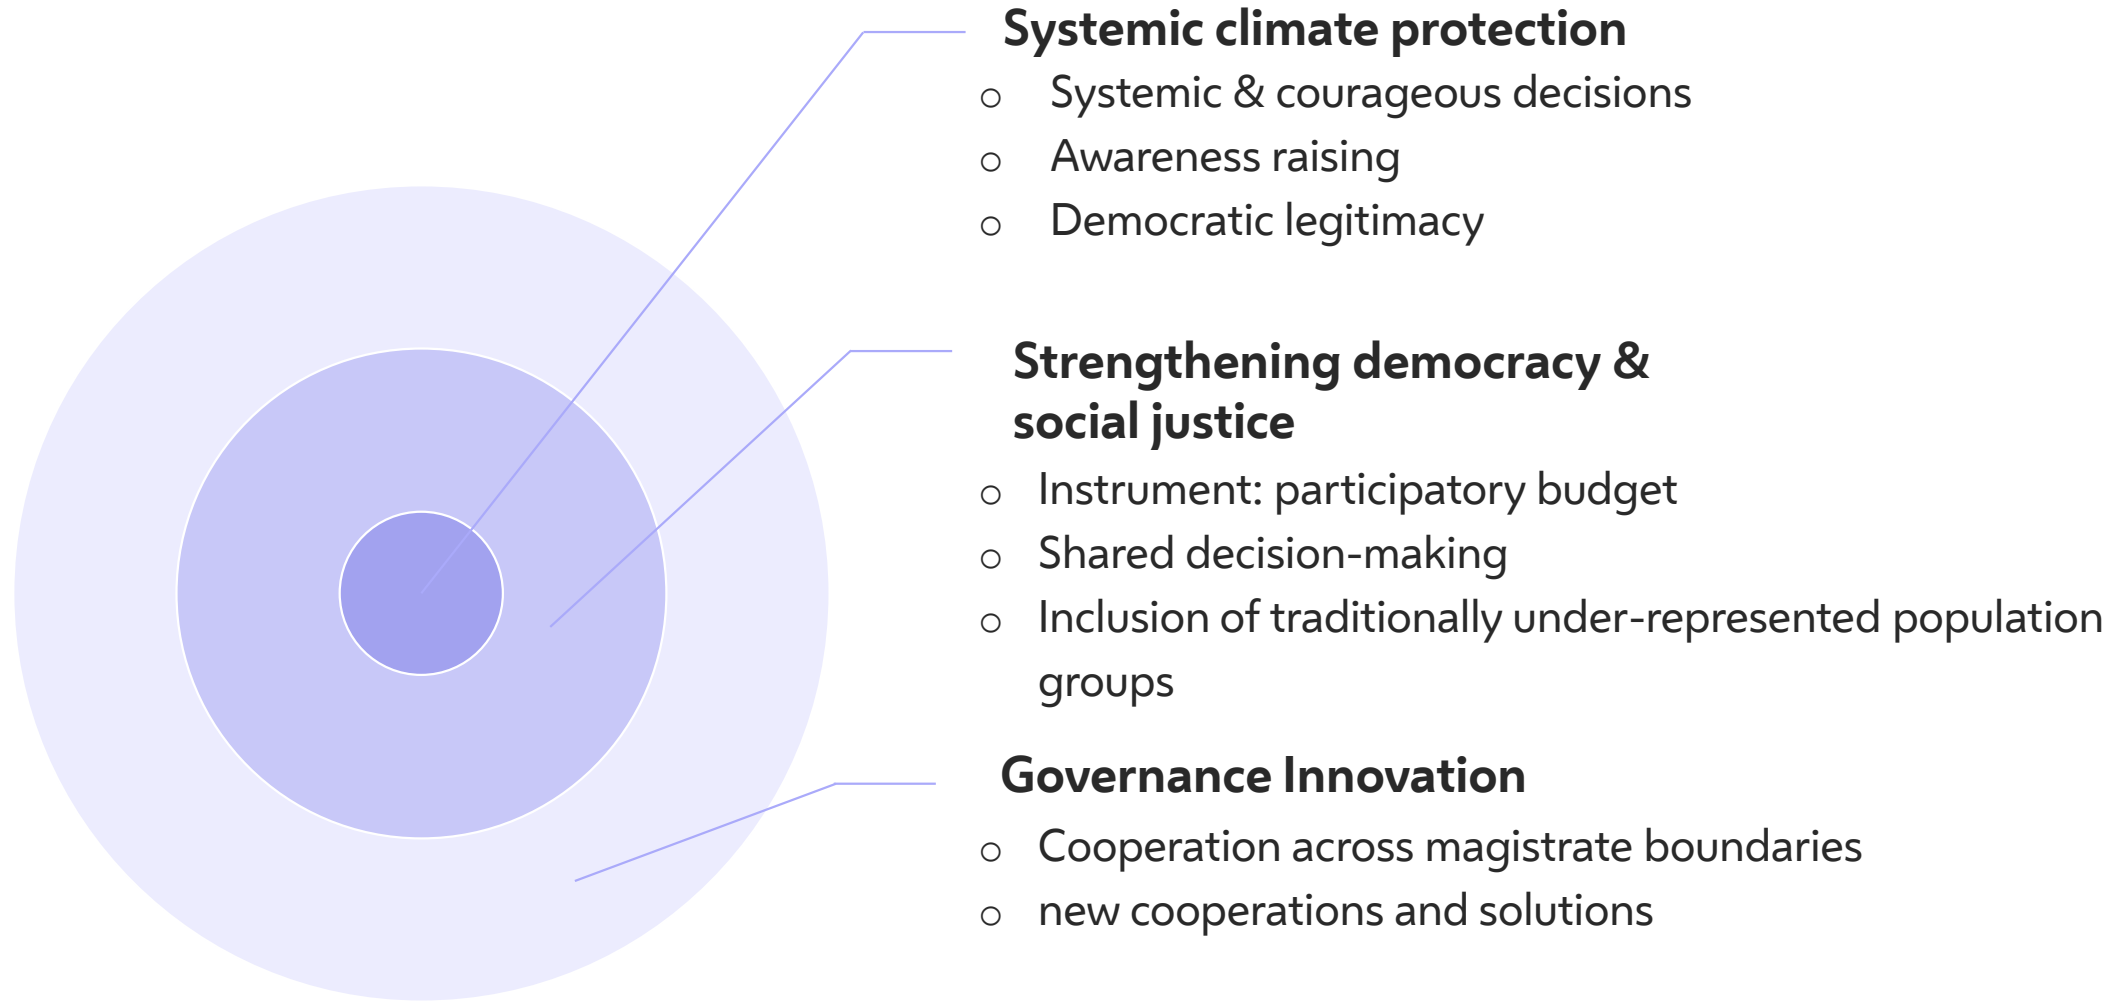 Systemic climate protection
○ Systemic & courageous decisions
○ Awareness raising
○ Democratic legitimacy
Strengthening democracy &
social justice
○ Instrument: participatory budget
○ Shared decision-making
○ Inclusion of traditionally under-represented population
groups
Governance Innovation
○ Cooperation across magistrate boundaries
○ new cooperations and solutions